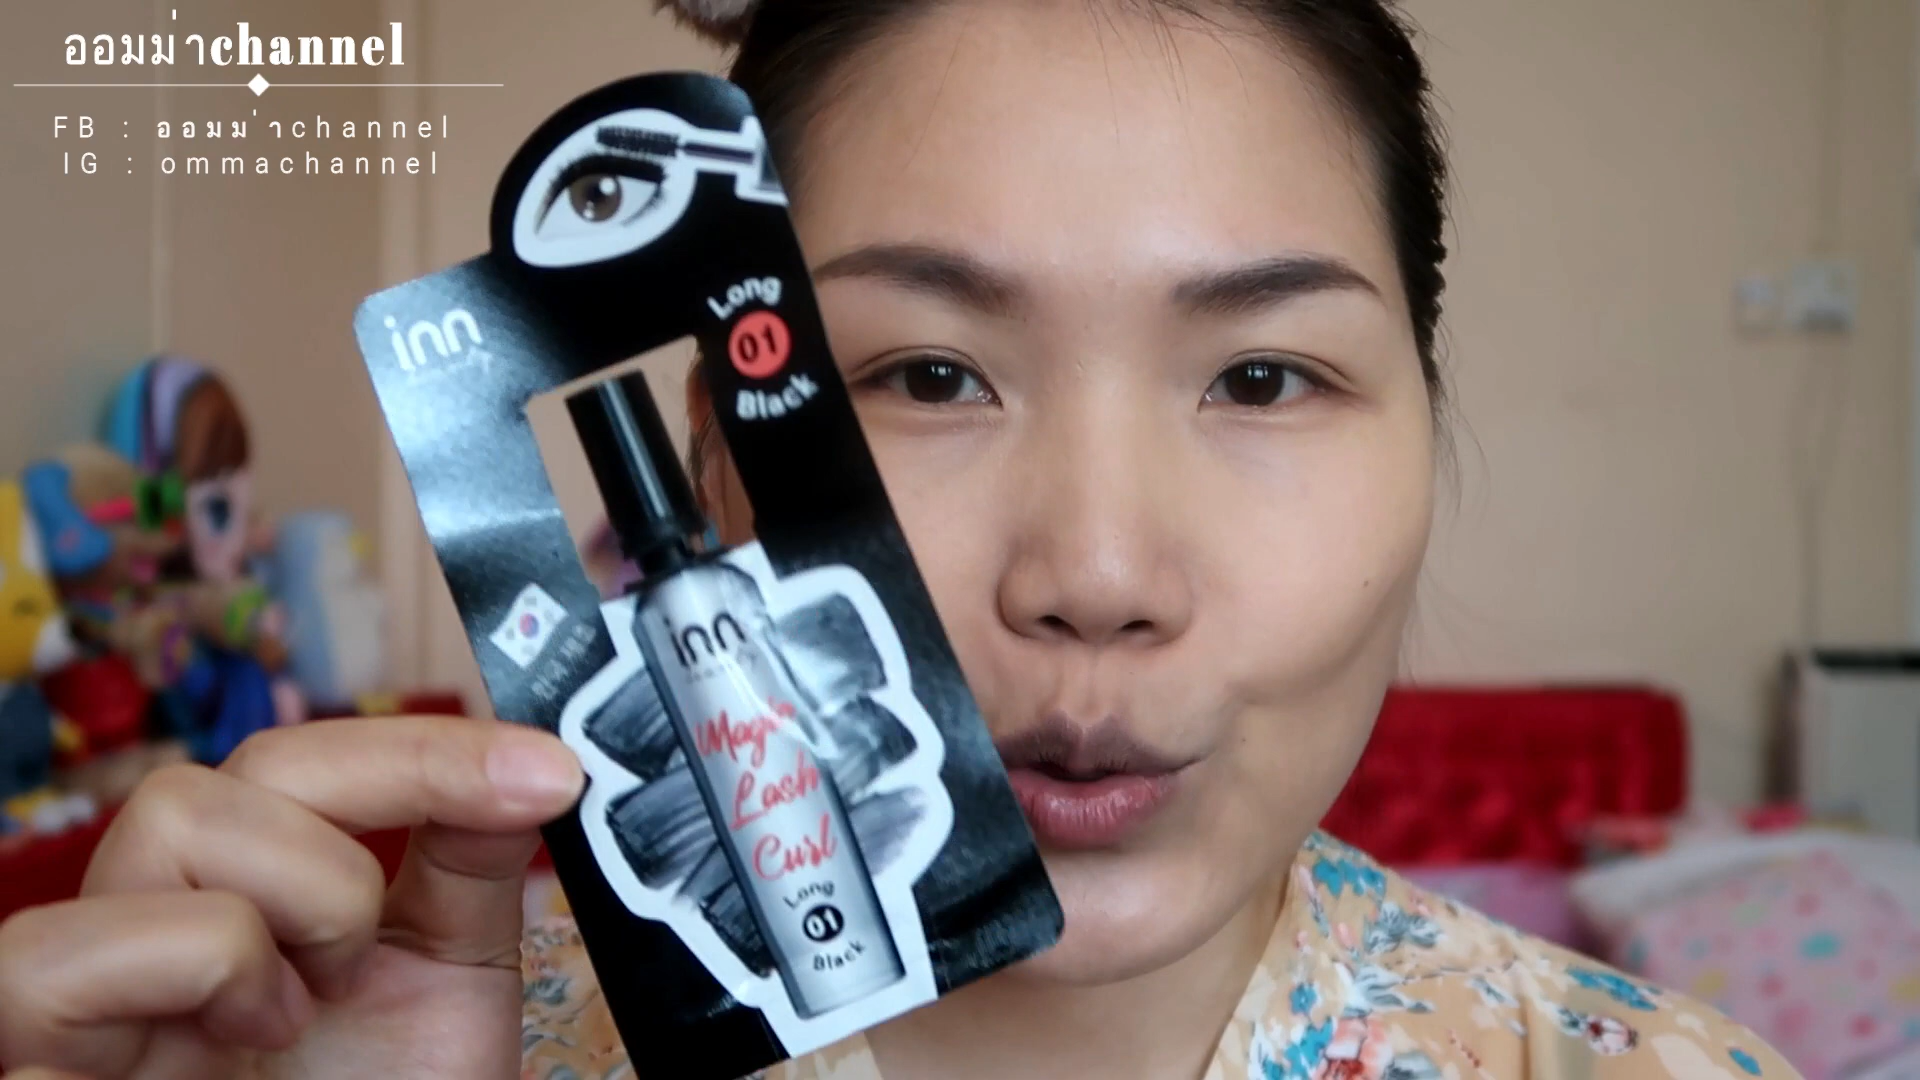 ออมม่าchannel
FB : ออมม่าchannel
IG : ommachannel
inn
Long
01
Black
inn
Magic
Lash
Curl
Long
01
Black